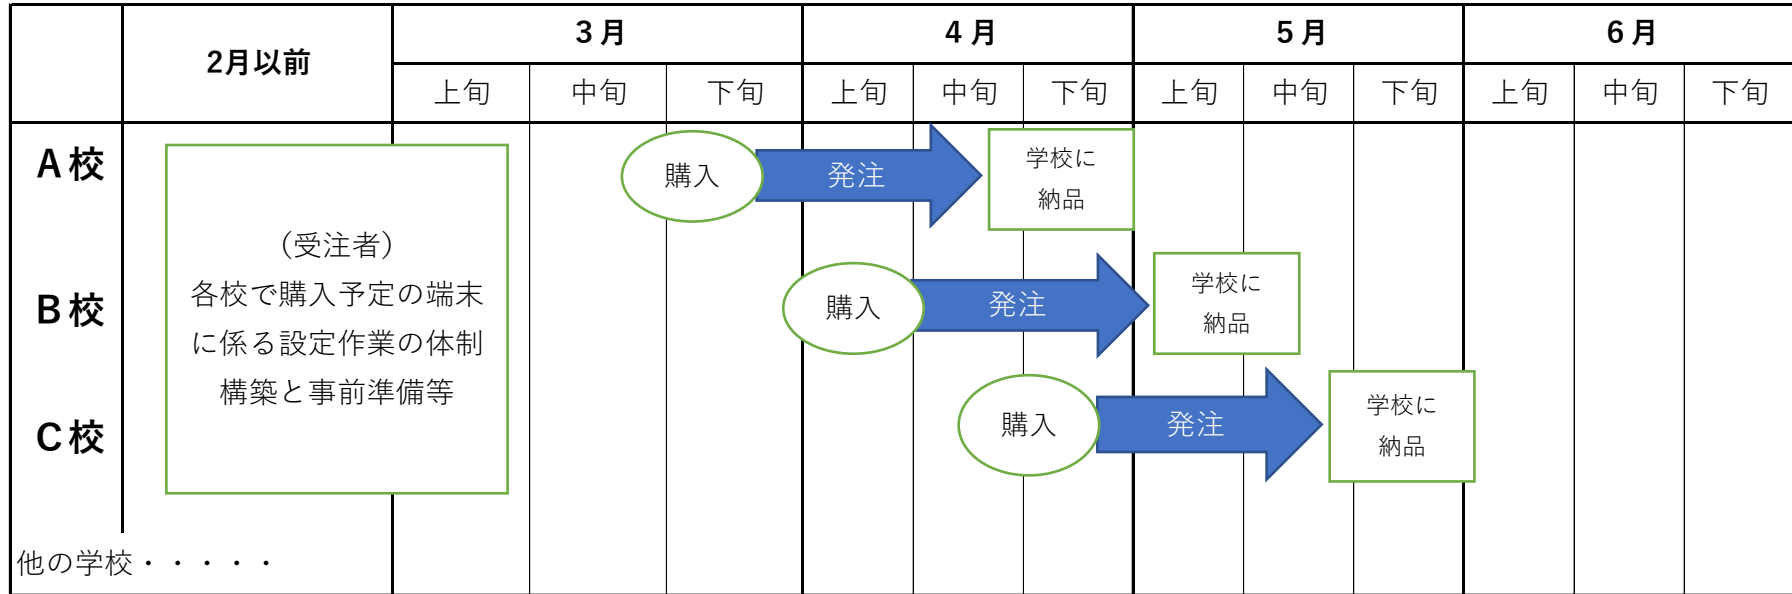 2月以前
3月
4月
5月
6月
上旬 中旬 下旬 上旬 中旬 下旬 上旬 中旬 下旬 上旬 中旬 下旬
A校
購入
発注
学校に
納品
(受注者)
各校で購入予定の端末
に係る設定作業の体制
構築と事前準備等
B校
購入
発注
学校に
納品
C校
購入
発注
学校に
納品
他の学校・・・・・